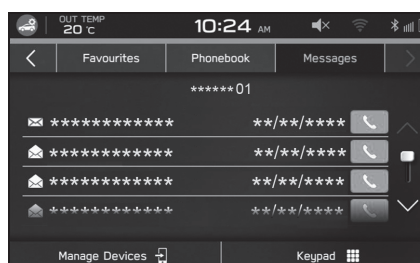 OUT TEMP
20 °C
10:24 AM
Favourites Phonebook Messages
******01
************ **/**/****
************ **/**/****
************ **/**/****
************ **/**/****
Manage Devices Keypad